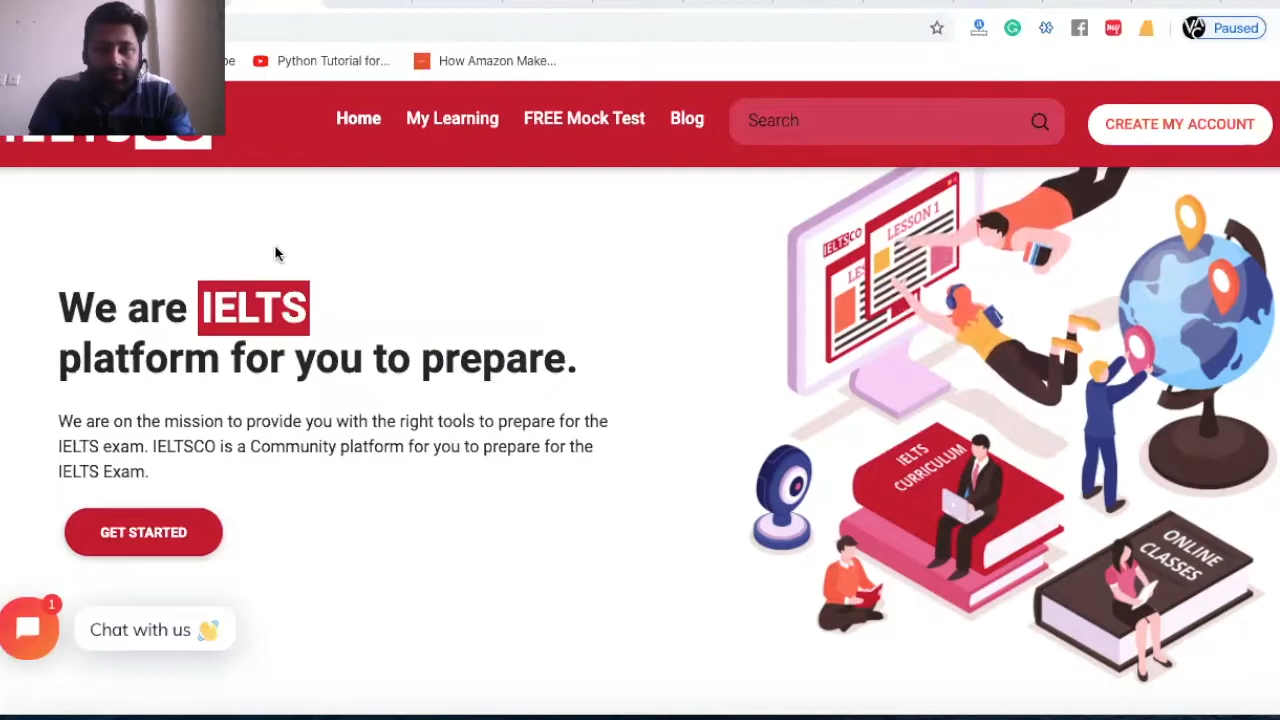 Paused
be
Python Tutorial for...
How Amazon Make...
IELTSCO
Home
My Learning
FREE Mock Test
Blog
Search
CREATE MY ACCOUNT
We are IELTS
platform for you to prepare.
We are on the mission to provide you with the right tools to prepare for the
IELTS exam. IELTSCO is a Community platform for you to prepare for the
IELTS Exam.
GET STARTED
1
Chat with us 👋
IELTSCO
LESSON 1
LES
IELTS
CURRICULUM
ONLINE
CLASSES